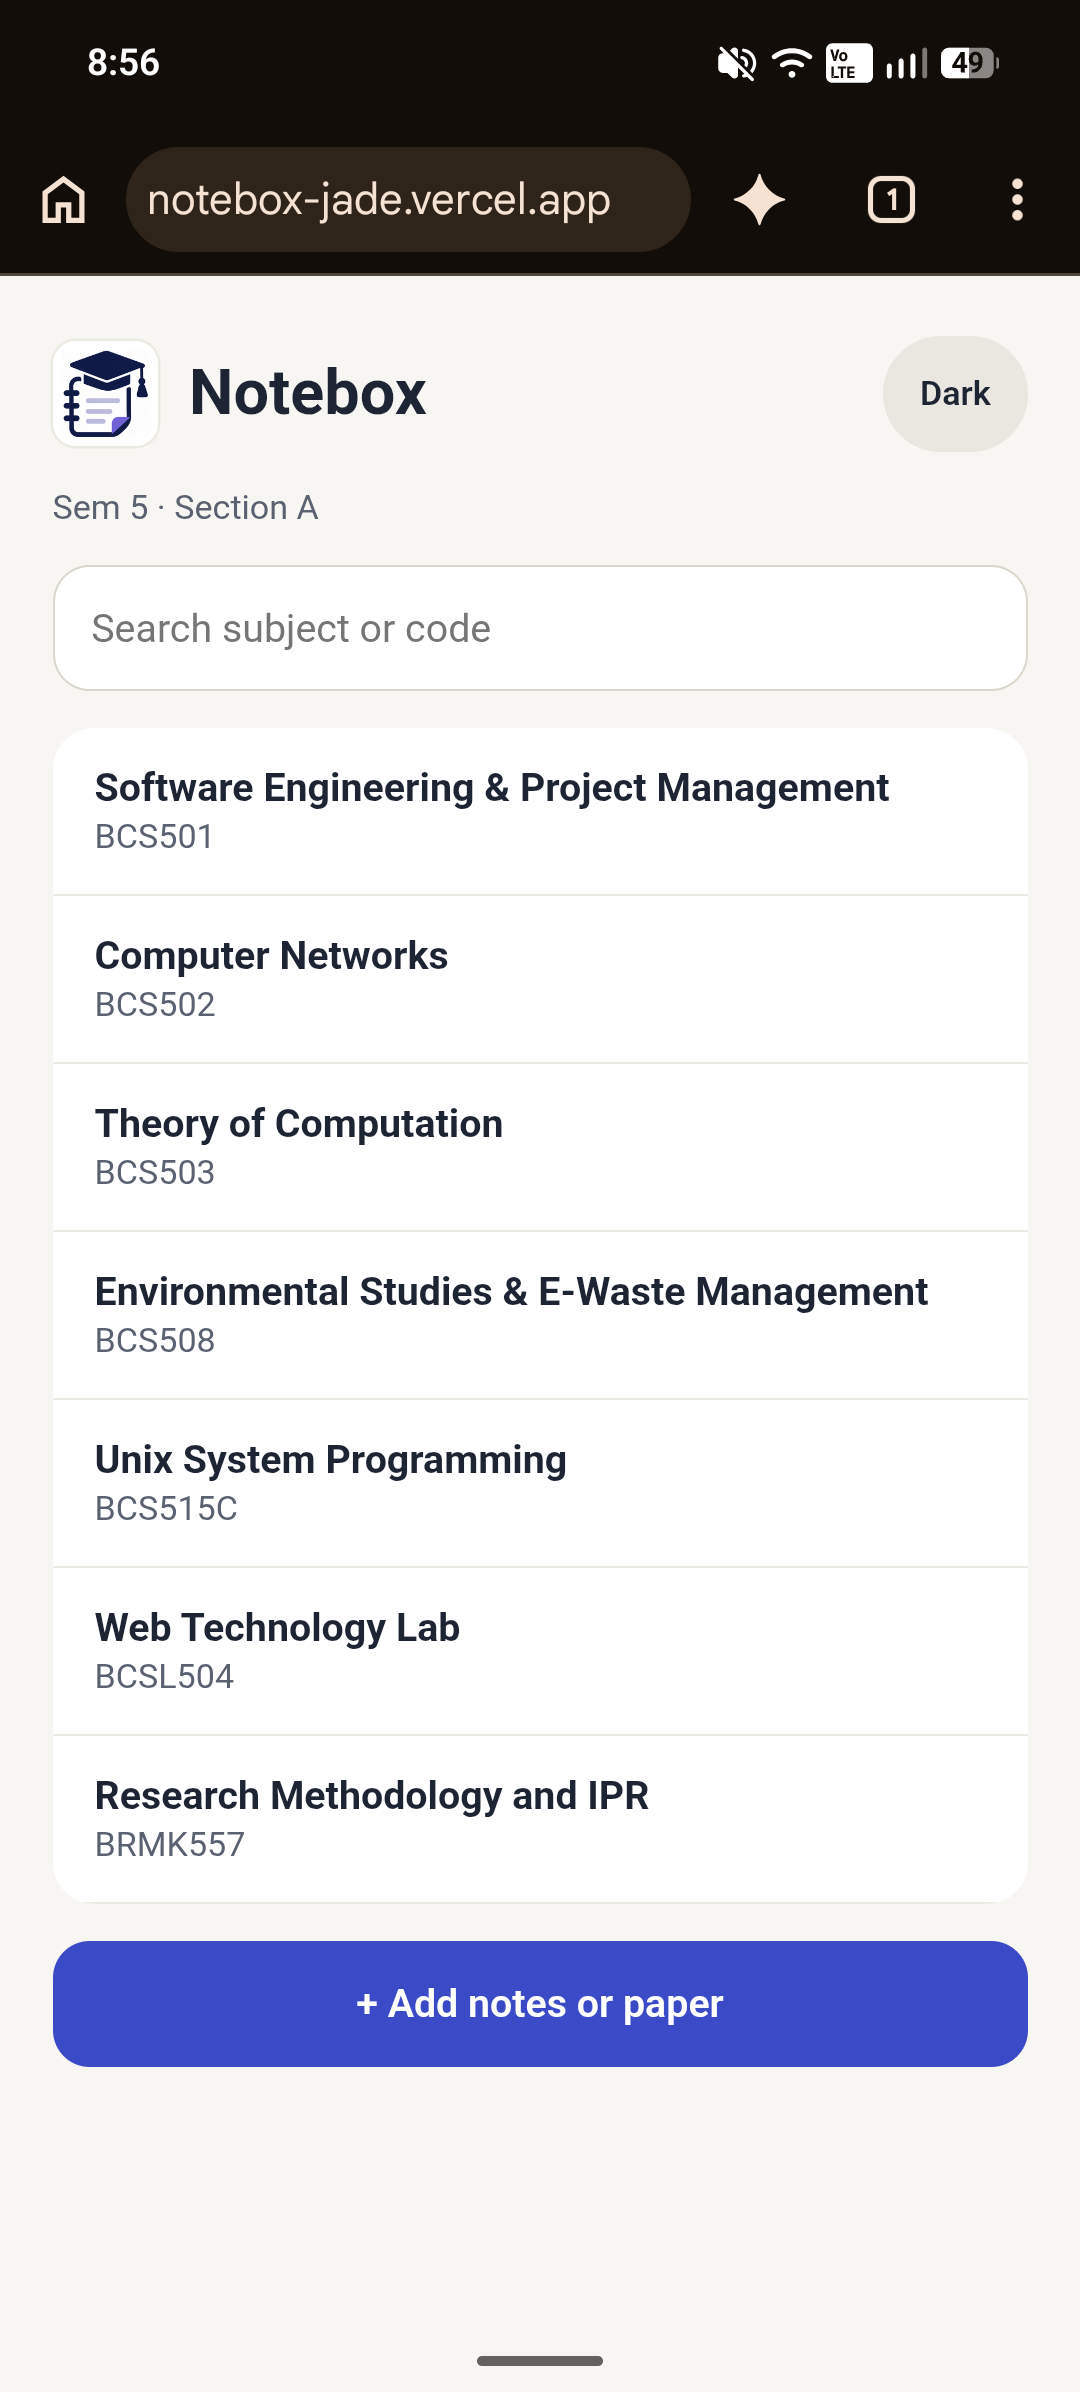 8:56
Vo
LTE
49
notebox-jade.vercel.app
1
Notebox
Dark
Sem 5 · Section A
Search subject or code
Software Engineering & Project Management
BCS501
Computer Networks
BCS502
Theory of Computation
BCS503
Environmental Studies & E-Waste Management
BCS508
Unix System Programming
BCS515C
Web Technology Lab
BCSL504
Research Methodology and IPR
BRMK557
+ Add notes or paper